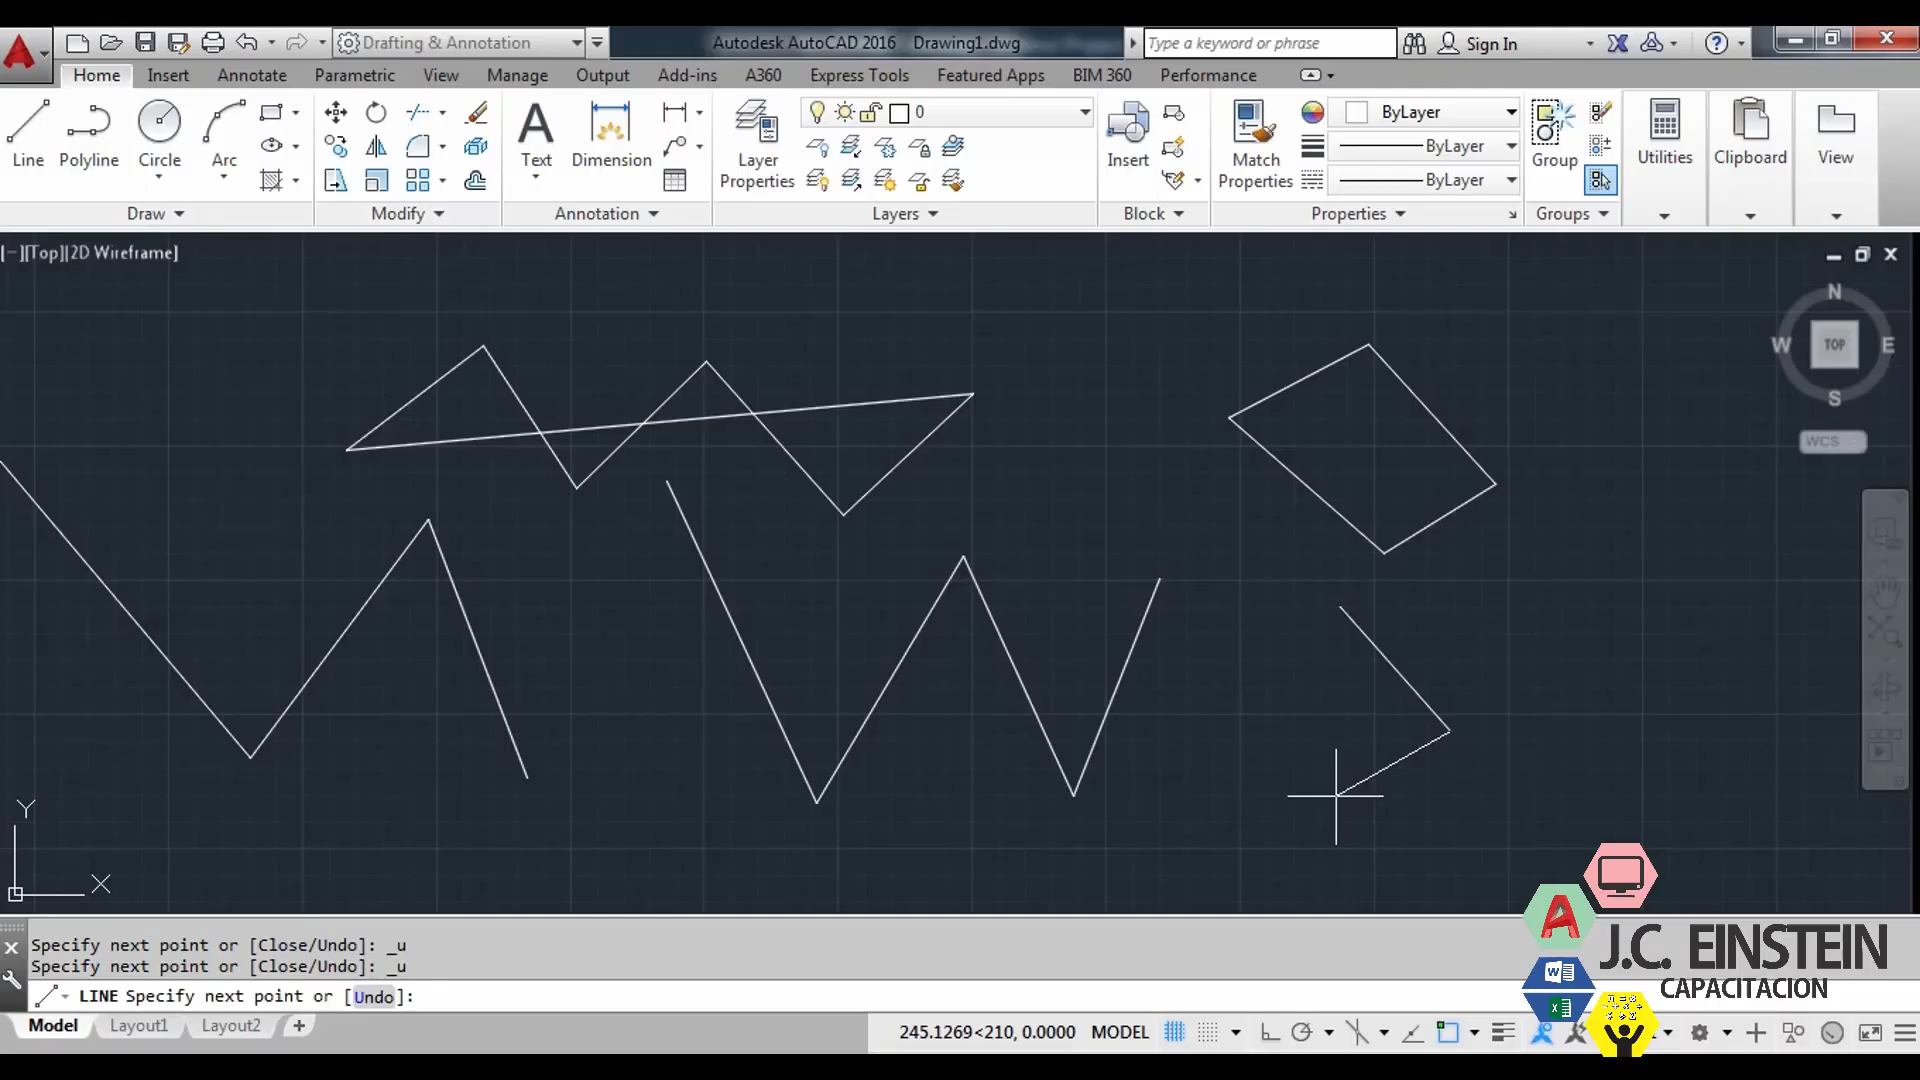 Drafting & Annotation
Autodesk AutoCAD 2016 Drawing1.dwg
Type a keyword or phrase
Sign In
Home Insert Annotate Parametric View Manage Output Add-ins A360 Express Tools Featured Apps BIM 360 Performance
0
ByLayer
ByLayer
ByLayer
Line Polyline Circle Arc
A
Text Dimension
Layer Properties
Insert
Match Properties
Group
Utilities Clipboard View
Draw Modify Annotation Layers Block Properties Groups
[−][Top][2D Wireframe]
N
W TOP E
S
WCS
Y
X
Specify next point or [Close/Undo]: _u
Specify next point or [Close/Undo]: _u
LINE Specify next point or [Undo]:
Model Layout1 Layout2 +
245.1269<210, 0.0000 MODEL
A
W
X
J.C. EINSTEIN
CAPACITACION